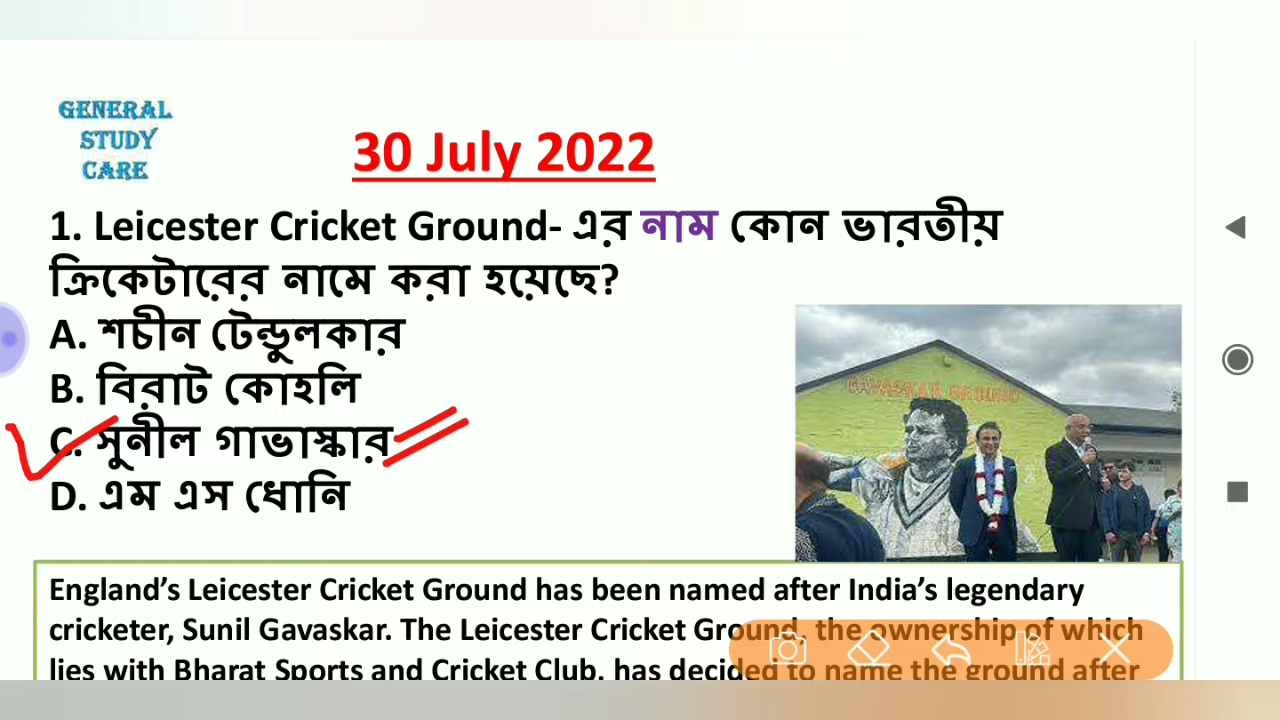 GENERAL
STUDY
CARE
30 July 2022
1. Leicester Cricket Ground- এর নাম কোন ভারতীয়
ক্রিকেটারের নামে করা হয়েছে?
A. শচীন টেন্ডুলকার
B. বিরাট কোহলি
C. সুনীল গাভাস্কার
D. এম এস ধোনি
GAVASKAR GROUND
England’s Leicester Cricket Ground has been named after India’s legendary
cricketer, Sunil Gavaskar. The Leicester Cricket Ground, the ownership of which
lies with Bharat Sports and Cricket Club, has decided to name the ground after